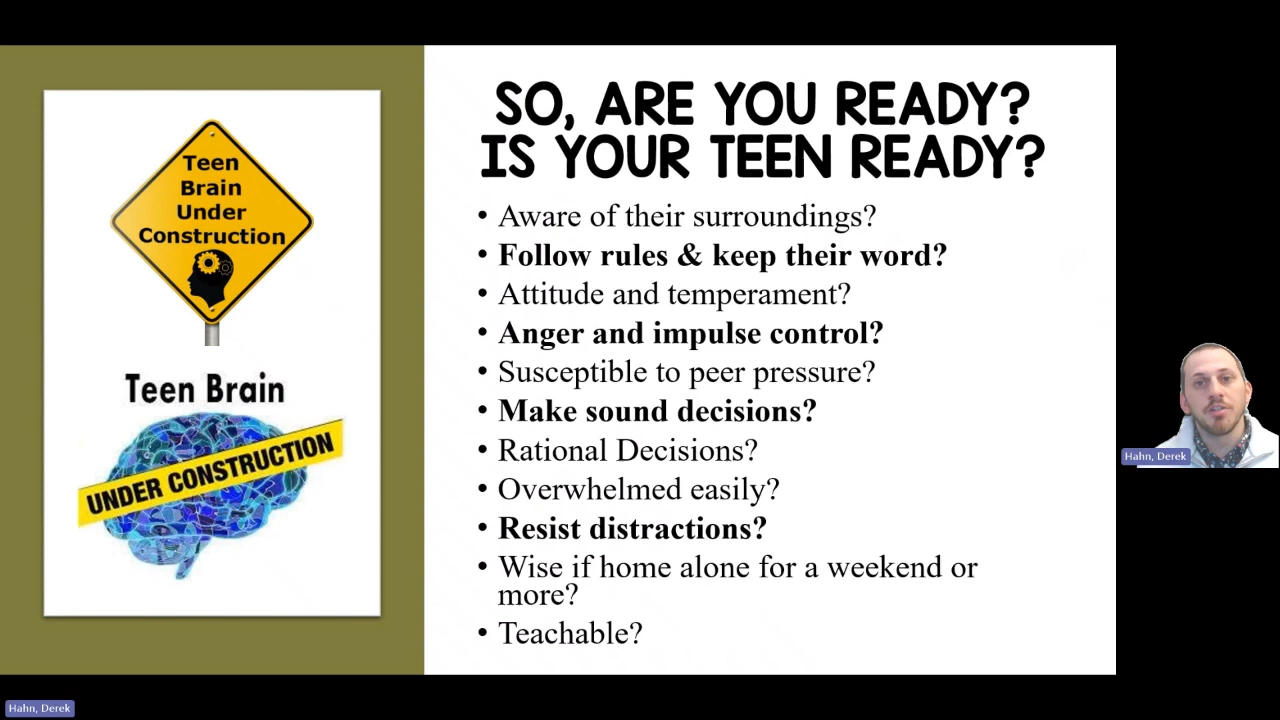 Teen
Brain
Under
Construction
Teen Brain
UNDER CONSTRUCTION
SO, ARE YOU READY?
IS YOUR TEEN READY?
• Aware of their surroundings?
• Follow rules & keep their word?
• Attitude and temperament?
• Anger and impulse control?
• Susceptible to peer pressure?
• Make sound decisions?
• Rational Decisions?
• Overwhelmed easily?
• Resist distractions?
• Wise if home alone for a weekend or
more?
• Teachable?
Hahn, Derek
Hahn, Derek